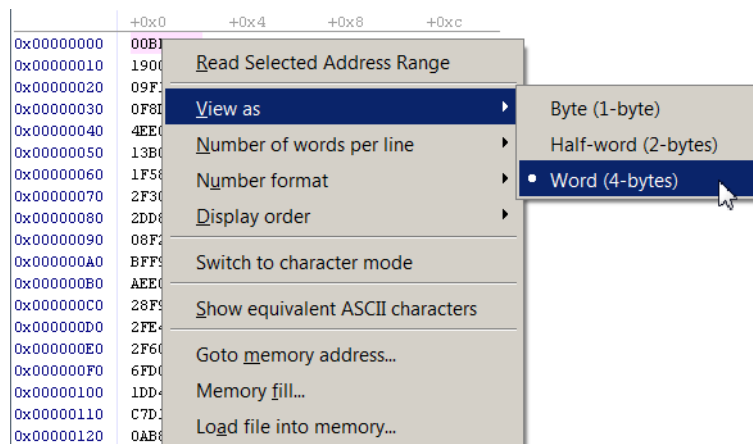 +0x0 +0x4 +0x8 +0xc
0x00000000
0x00000010 1900
0x00000020
0x00000030
0x00000040
0x00000050
0x00000060 1F58
0x00000070
0x00000080
0x00000090
0x000000A0
0x000000B0
0x000000C0
0x000000D0
0x000000E0
0x000000F0
0x00000100
0x00000110
0x00000120
Read Selected Address Range
View as
Number of words per line
Number format
Display order
Switch to character mode
Show equivalent ASCII characters
Goto memory address...
Memory fill...
Load file into memory...
Byte (1-byte)
Half-word (2-bytes)
Word (4-bytes)